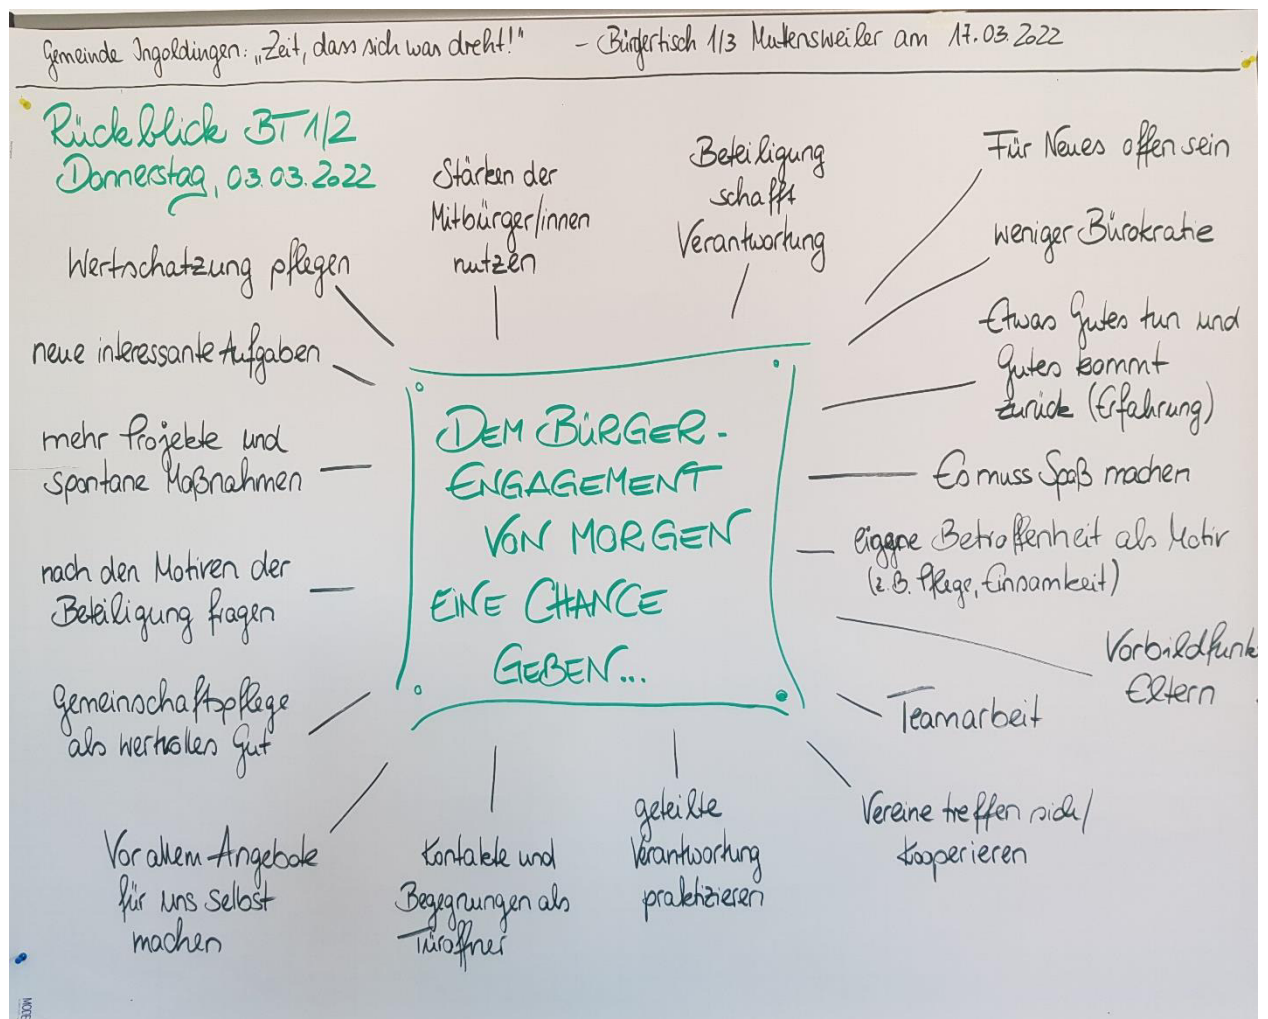 Gemeinde Ingoldingen: „Zeit, dass sich was dreht!" - Bürgertisch 1/3 Muttensweiler am 17.03.2022
Rückblick BT 1/2
Donnerstag, 03.03.2022
Stärken der
Mitbürger/innen
nutzen
Beteiligung
schafft
Verantwortung
Für Neues offen sein
weniger Bürokratie
Etwas Gutes tun und
Gutes kommt
zurück (Erfahrung)
Es muss Spaß machen
eigene Betroffenheit als Motiv
(z.B. Pflege, Einsamkeit)
Vorbildfunk
Eltern
Teamarbeit
Vereine treffen sich/
kooperieren
geteilte
Verantwortung
praktizieren
Kontakte und
Begegnungen als
Türöffner
Vor allem Angebote
für uns selbst
machen
Gemeinschaftspflege
als wertvolles Gut
nach den Motiven der
Beteiligung fragen
mehr Projekte und
spontane Maßnahmen
neue interessante Aufgaben
Wertschätzung pflegen
DEM BÜRGER-
ENGAGEMENT
VON MORGEN
EINE CHANCE
GEBEN...
MODE